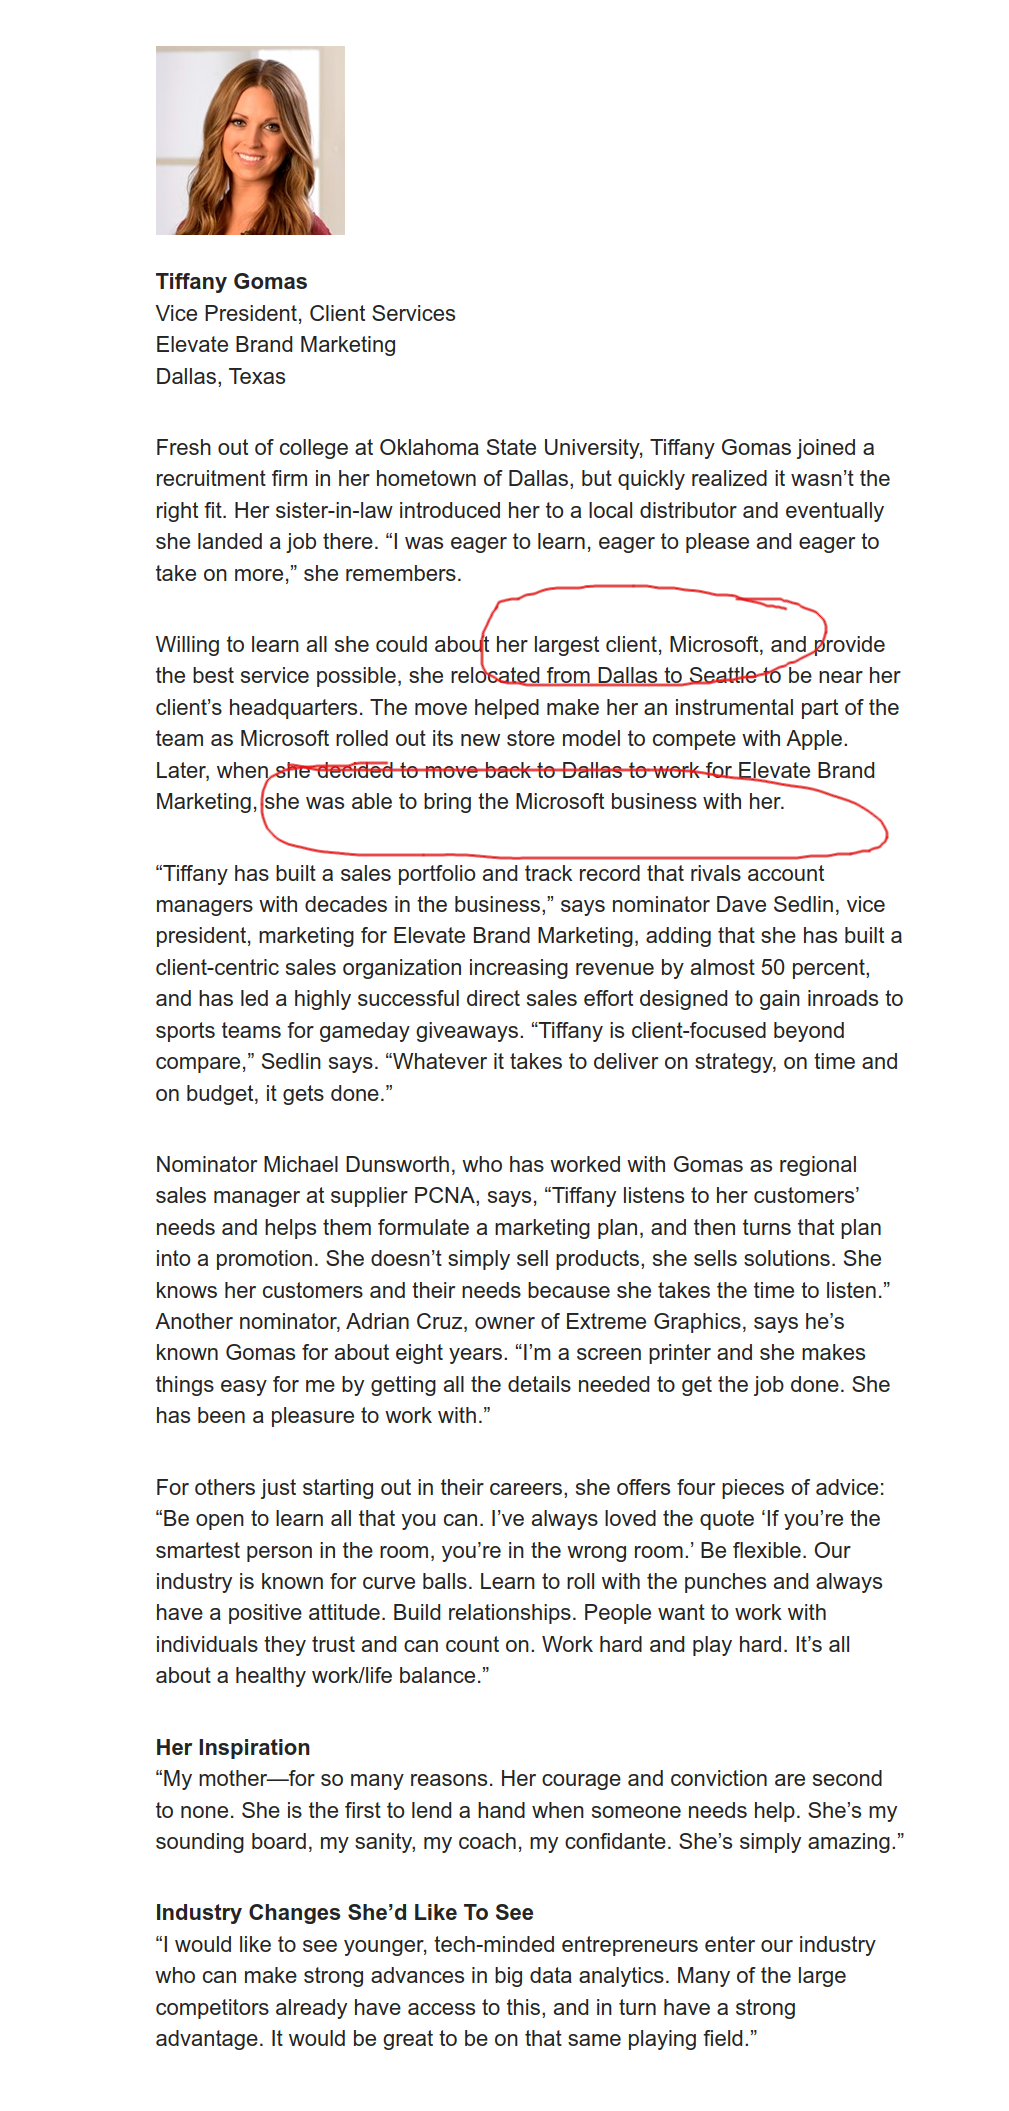 Tiffany Gomas
Vice President, Client Services
Elevate Brand Marketing
Dallas, Texas
Fresh out of college at Oklahoma State University, Tiffany Gomas joined a
recruitment firm in her hometown of Dallas, but quickly realized it wasn’t the
right fit. Her sister-in-law introduced her to a local distributor and eventually
she landed a job there. “I was eager to learn, eager to please and eager to
take on more,” she remembers.
Willing to learn all she could about her largest client, Microsoft, and provide
the best service possible, she relocated from Dallas to Seattle to be near her
client’s headquarters. The move helped make her an instrumental part of the
team as Microsoft rolled out its new store model to compete with Apple.
Later, when she decided to move back to Dallas to work for Elevate Brand
Marketing, she was able to bring the Microsoft business with her.
“Tiffany has built a sales portfolio and track record that rivals account
managers with decades in the business,” says nominator Dave Sedlin, vice
president, marketing for Elevate Brand Marketing, adding that she has built a
client-centric sales organization increasing revenue by almost 50 percent,
and has led a highly successful direct sales effort designed to gain inroads to
sports teams for gameday giveaways. “Tiffany is client-focused beyond
compare,” Sedlin says. “Whatever it takes to deliver on strategy, on time and
on budget, it gets done.”
Nominator Michael Dunsworth, who has worked with Gomas as regional
sales manager at supplier PCNA, says, “Tiffany listens to her customers’
needs and helps them formulate a marketing plan, and then turns that plan
into a promotion. She doesn’t simply sell products, she sells solutions. She
knows her customers and their needs because she takes the time to listen.”
Another nominator, Adrian Cruz, owner of Extreme Graphics, says he’s
known Gomas for about eight years. “I’m a screen printer and she makes
things easy for me by getting all the details needed to get the job done. She
has been a pleasure to work with.”
For others just starting out in their careers, she offers four pieces of advice:
“Be open to learn all that you can. I’ve always loved the quote ‘If you’re the
smartest person in the room, you’re in the wrong room.’ Be flexible. Our
industry is known for curve balls. Learn to roll with the punches and always
have a positive attitude. Build relationships. People want to work with
individuals they trust and can count on. Work hard and play hard. It’s all
about a healthy work/life balance.”
Her Inspiration
“My mother—for so many reasons. Her courage and conviction are second
to none. She is the first to lend a hand when someone needs help. She’s my
sounding board, my sanity, my coach, my confidante. She’s simply amazing.”
Industry Changes She’d Like To See
“I would like to see younger, tech-minded entrepreneurs enter our industry
who can make strong advances in big data analytics. Many of the large
competitors already have access to this, and in turn have a strong
advantage. It would be great to be on that same playing field.”